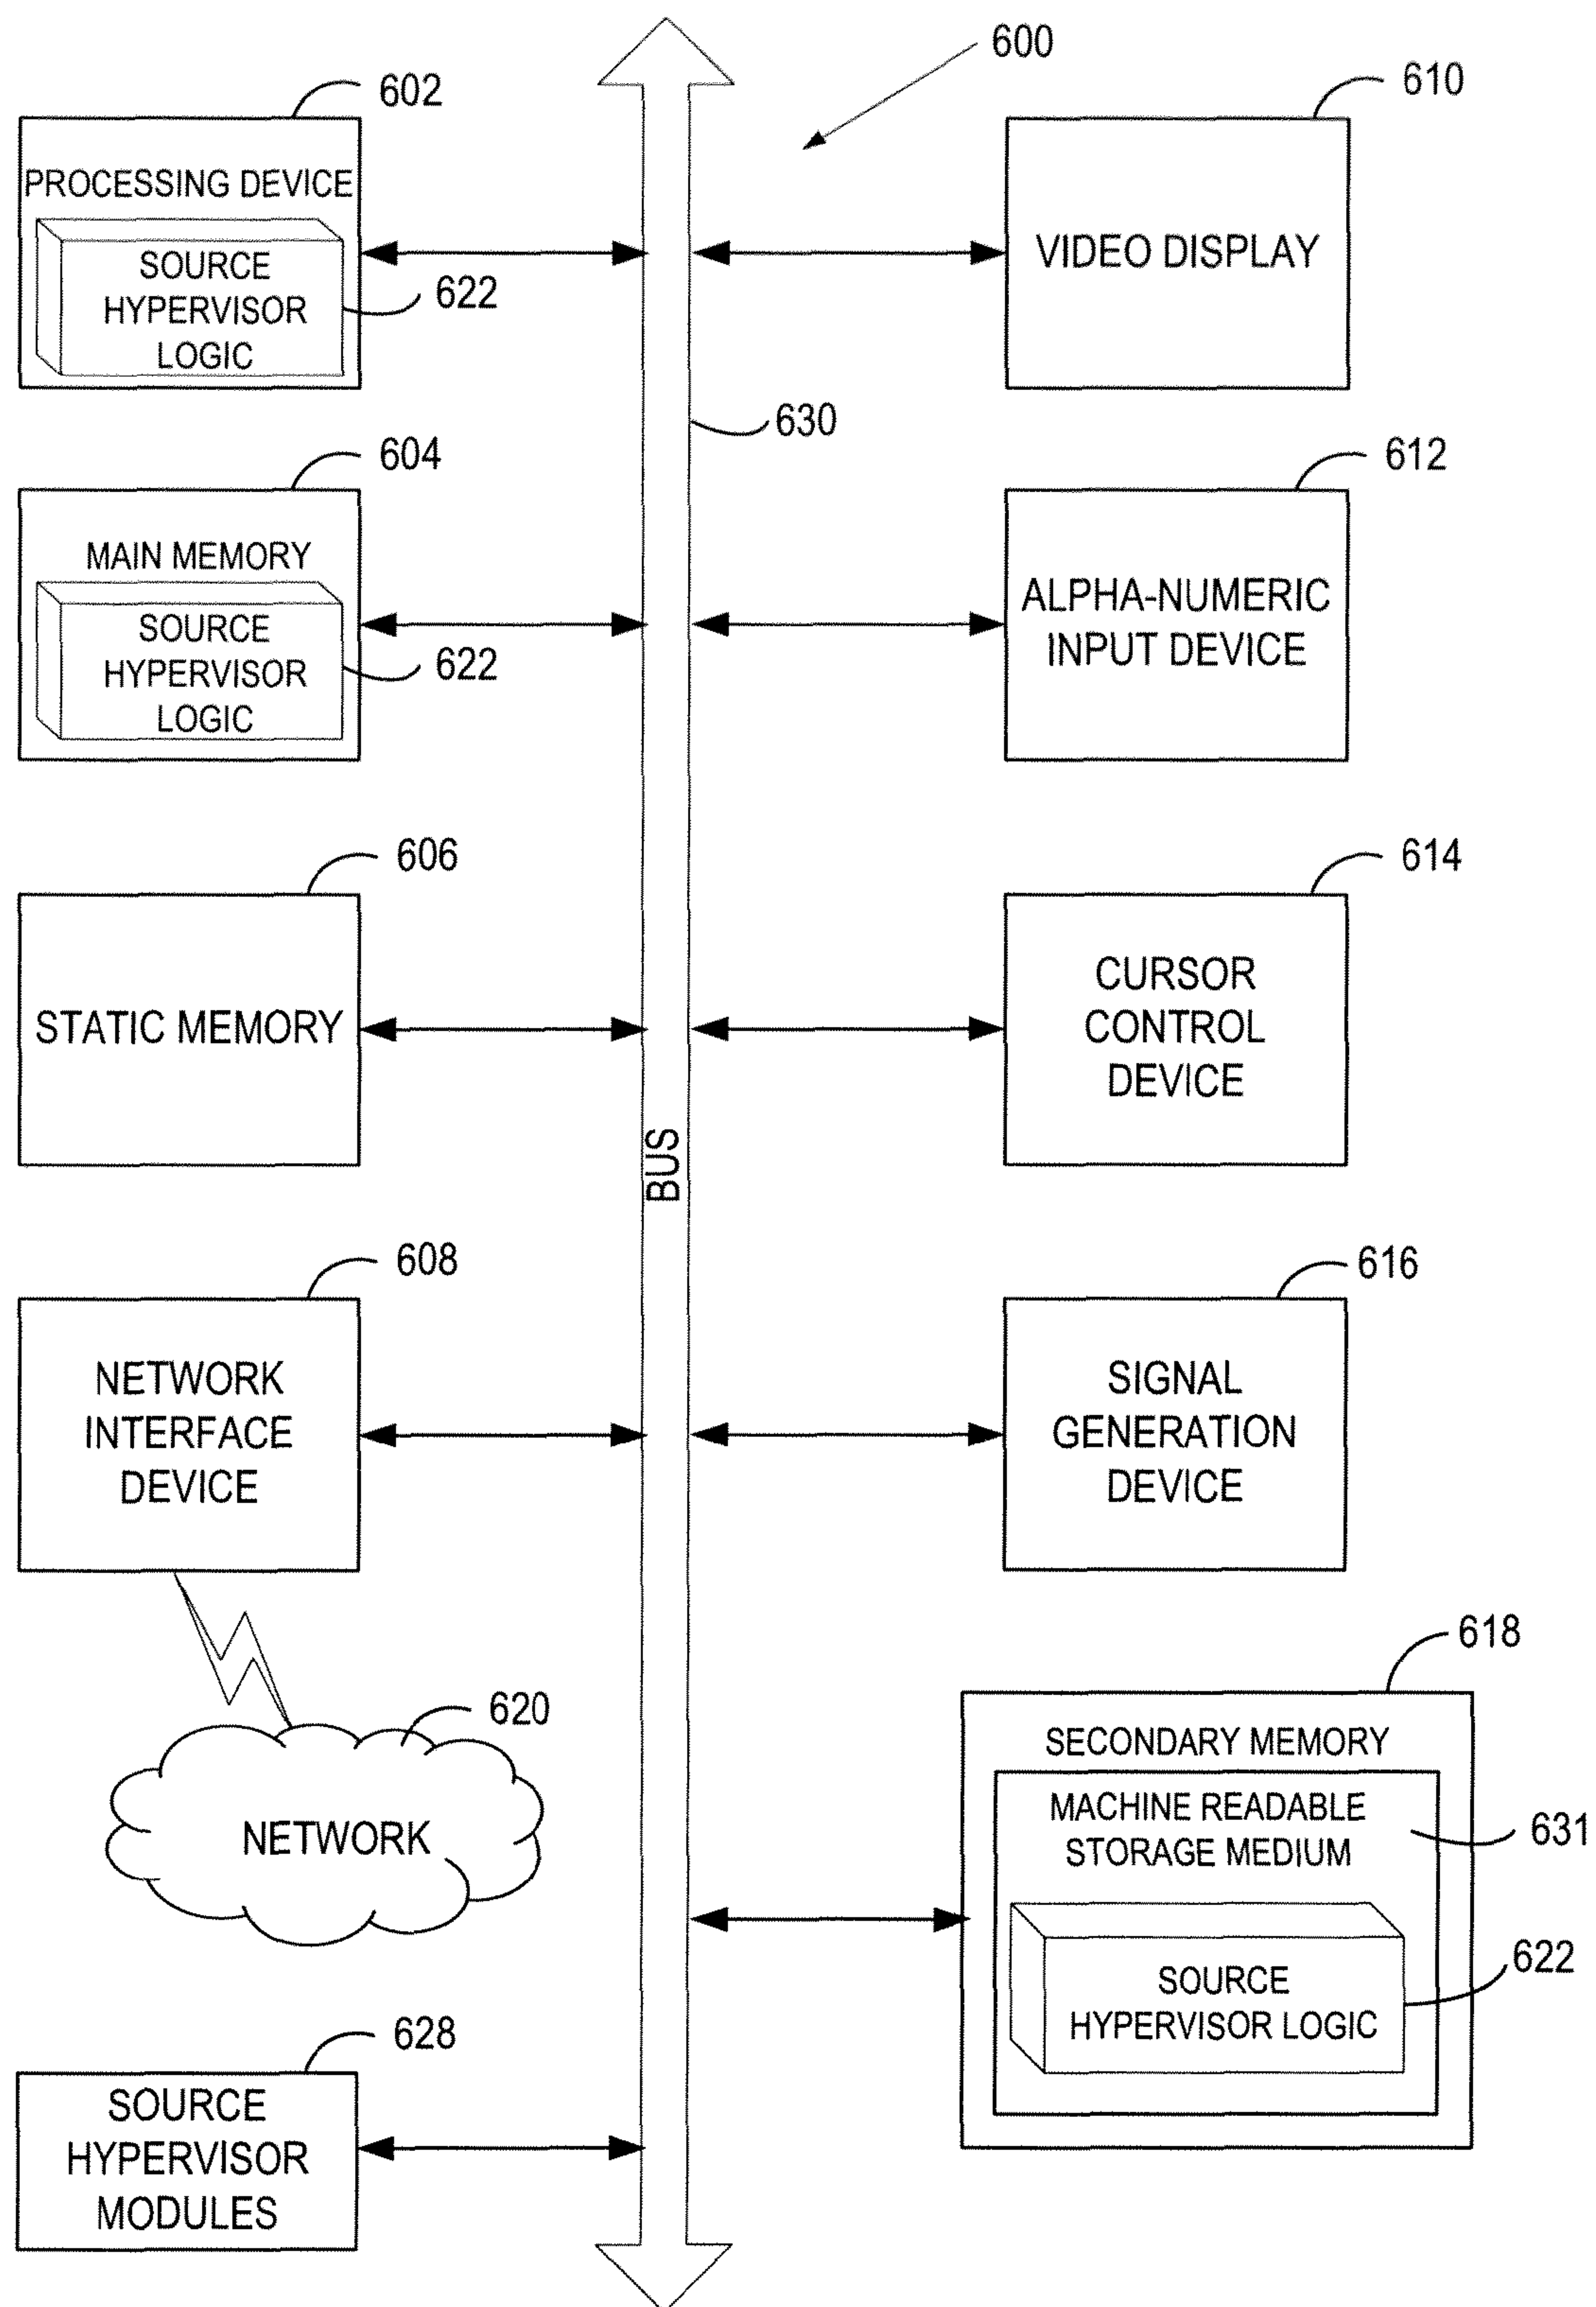 600
602
PROCESSING DEVICE
SOURCE
HYPERVISOR
LOGIC
622
610
VIDEO DISPLAY
630
604
MAIN MEMORY
SOURCE
HYPERVISOR
LOGIC
622
612
ALPHA-NUMERIC
INPUT DEVICE
606
STATIC MEMORY
614
CURSOR
CONTROL
DEVICE
BUS
608
NETWORK
INTERFACE
DEVICE
616
SIGNAL
GENERATION
DEVICE
620
NETWORK
618
SECONDARY MEMORY
MACHINE READABLE
STORAGE MEDIUM
631
SOURCE
HYPERVISOR LOGIC
622
628
SOURCE
HYPERVISOR
MODULES